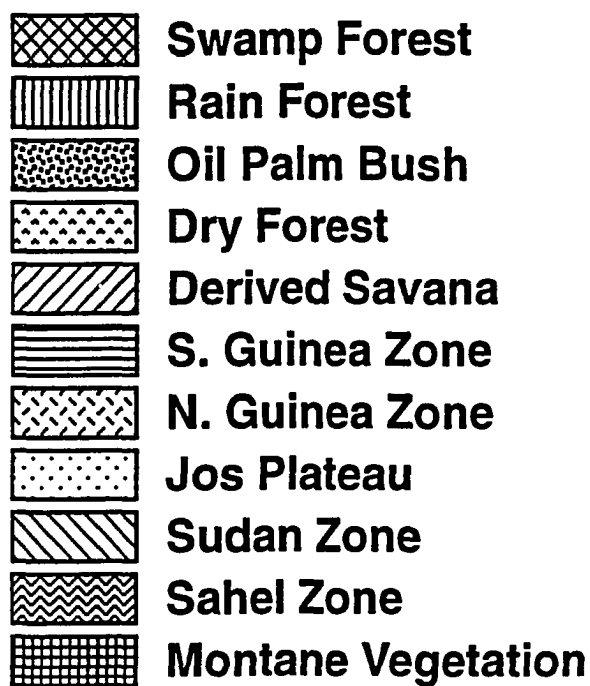 Swamp Forest
Rain Forest
Oil Palm Bush
Dry Forest
Derived Savana
S. Guinea Zone
N. Guinea Zone
Jos Plateau
Sudan Zone
Sahel Zone
Montane Vegetation